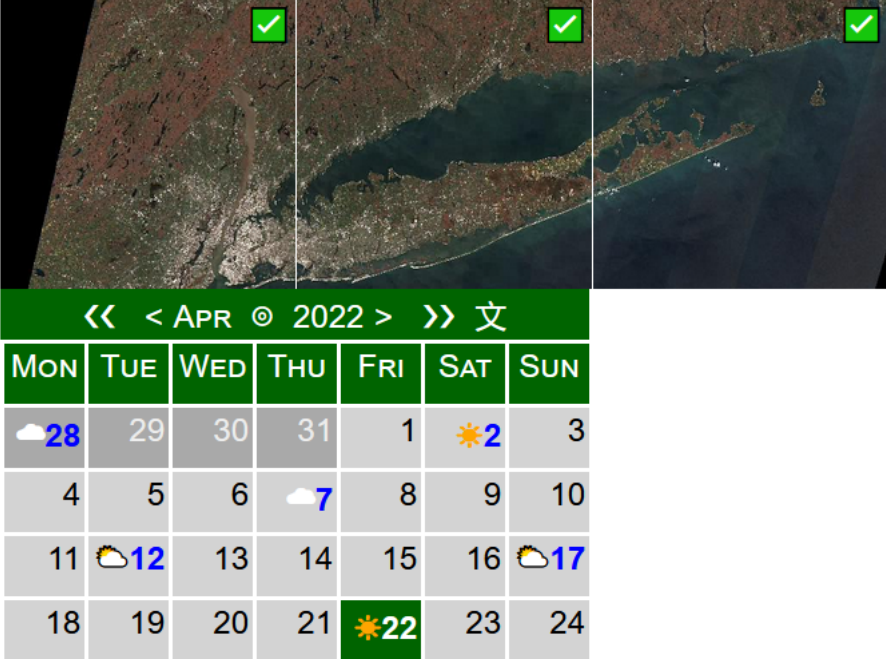 ❮❮ < Apr ⊚ 2022 > ❯❯ 文
Mon Tue Wed Thu Fri Sat Sun
28 29 30 31 1 2 3
4 5 6 7 8 9 10
11 12 13 14 15 16 17
18 19 20 21 22 23 24